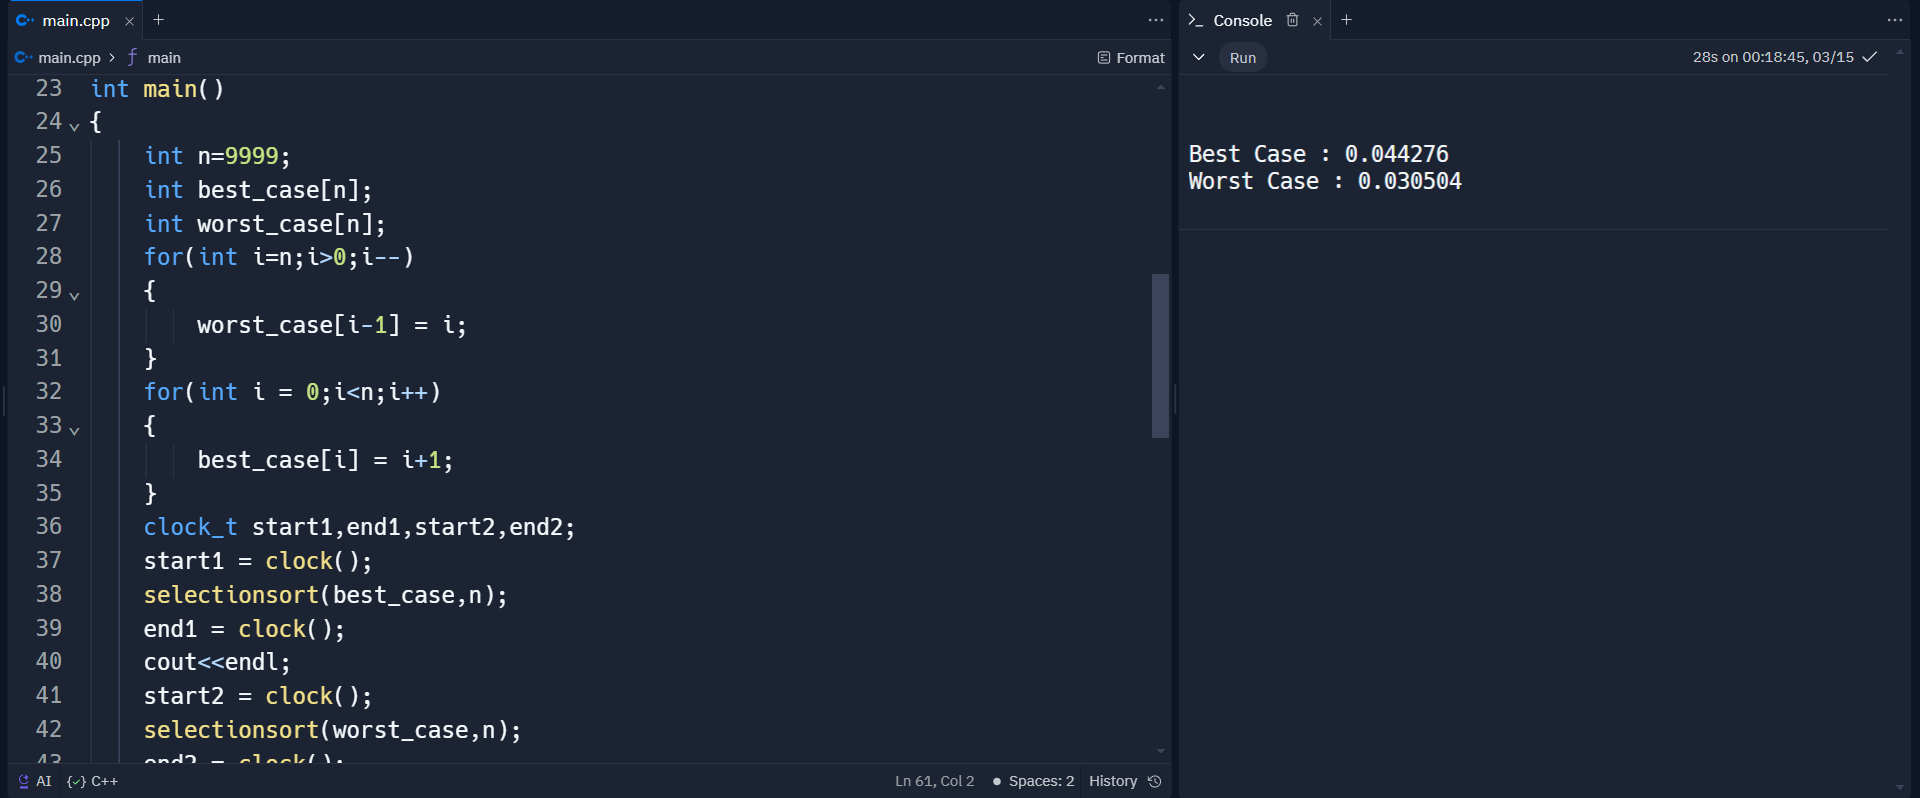 main.cpp
main.cpp > main
Format
23 int main()
24 {
25 int n=9999;
26 int best_case[n];
27 int worst_case[n];
28 for(int i=n;i>0;i--)
29 {
30 worst_case[i-1] = i;
31 }
32 for(int i = 0;i<n;i++)
33 {
34 best_case[i] = i+1;
35 }
36 clock_t start1,end1,start2,end2;
37 start1 = clock();
38 selectionsort(best_case,n);
39 end1 = clock();
40 cout<<endl;
41 start2 = clock();
42 selectionsort(worst_case,n);
43 end2 = clock();
AI {✓} C++
Ln 61, Col 2 ● Spaces: 2 History
Console
Run
28s on 00:18:45, 03/15
Best Case : 0.044276
Worst Case : 0.030504